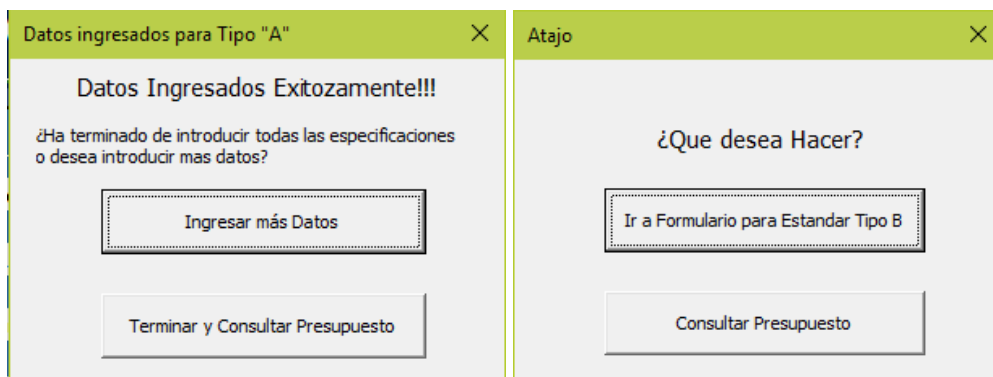 Datos ingresados para Tipo "A"
Datos Ingresados Exitozamente!!!
¿Ha terminado de introducir todas las especificaciones
o desea introducir mas datos?
Ingresar más Datos
Terminar y Consultar Presupuesto
Atajo
¿Que desea Hacer?
Ir a Formulario para Estandar Tipo B
Consultar Presupuesto